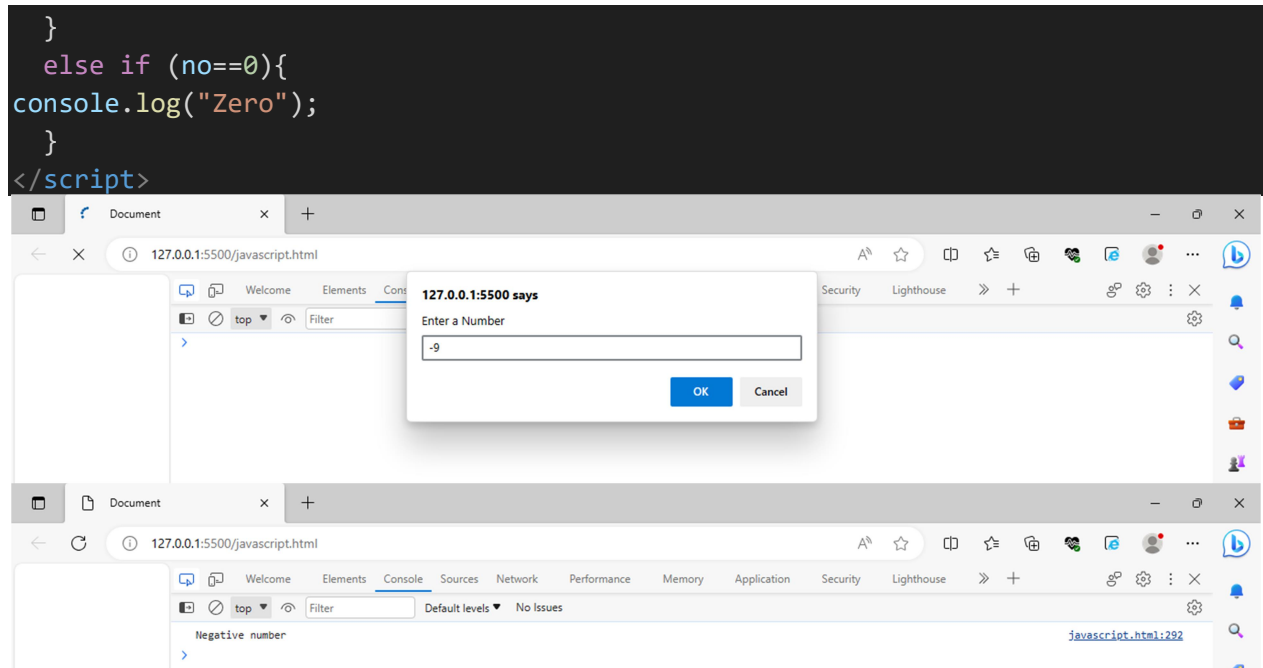 }
else if (no==0){
console.log("Zero");
}
</script>
Document
127.0.0.1:5500/javascript.html
Welcome Elements Cons Security Lighthouse
top Filter
127.0.0.1:5500 says
Enter a Number
-9
OK Cancel
Document
127.0.0.1:5500/javascript.html
Welcome Elements Console Sources Network Performance Memory Application Security Lighthouse
top Filter Default levels No Issues
Negative number javascript.html:292